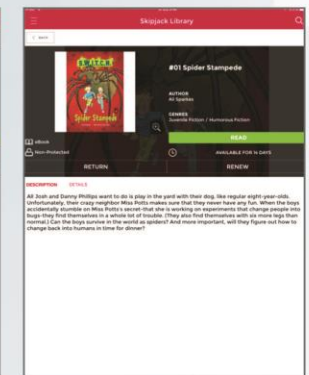 Skipjack Library
BACK
S.W.I.T.C.H.
Spider Stampede
#01 Spider Stampede
AUTHOR
Ali Sparkes
GENRES
Juvenile Fiction / Humorous Fiction
eBook
READ
Non-Protected
AVAILABLE FOR 14 DAYS
RETURN
RENEW
DESCRIPTION
DETAILS
All Josh and Danny Phillips want to do is play in the yard with their dog, like regular eight-year-olds.
Unfortunately, their crazy neighbor Miss Potts makes sure that they never have any fun. When the boys
accidentally stumble on Miss Potts's secret-that she is working on experiments that change people into
bugs-they find themselves in a whole lot of trouble. (They also find themselves with six more legs than
normal.) Can the boys survive in the world as spiders? And more important, will they figure out how to
change back into humans in time for dinner?